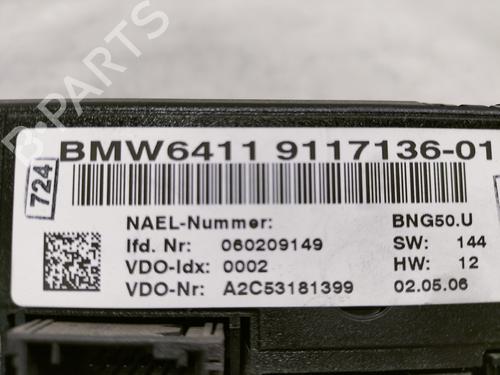 BMW6411 9117136-01
724
NAEL-Nummer: BNG50.U
lfd. Nr: 060209149 SW: 144
VDO-Idx: 0002 HW: 12
VDO-Nr: A2C53181399 02.05.06